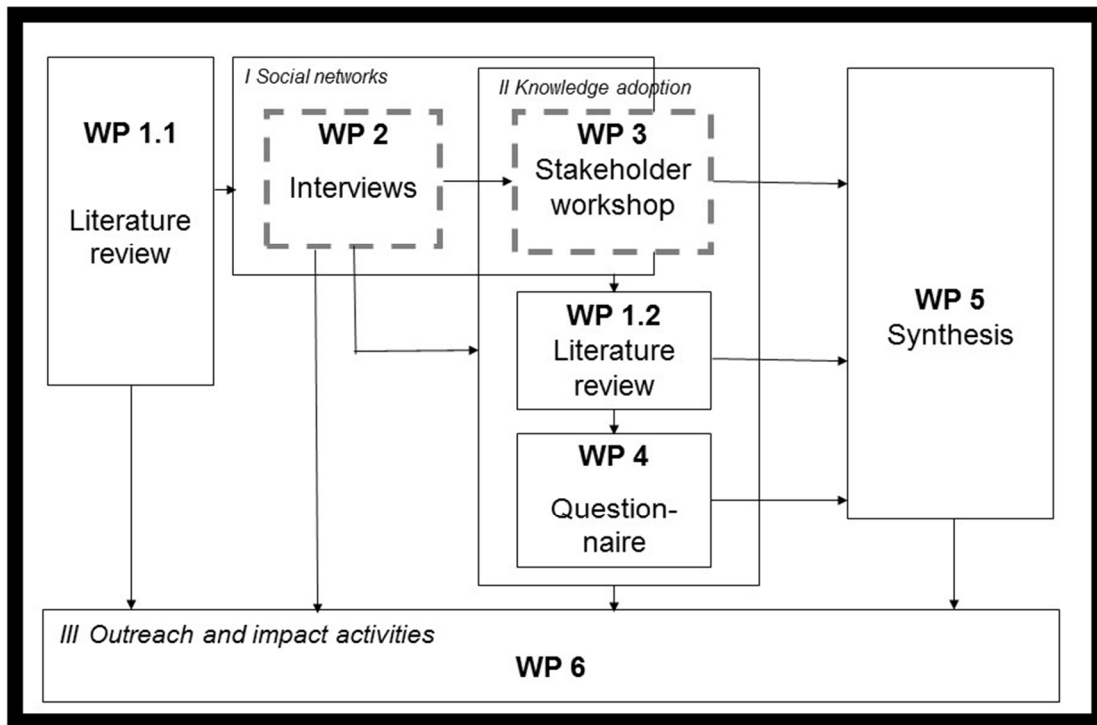 I Social networks
II Knowledge adoption
WP 1.1
Literature
review
WP 2
Interviews
WP 3
Stakeholder
workshop
WP 1.2
Literature
review
WP 4
Question-
naire
WP 5
Synthesis
III Outreach and impact activities
WP 6